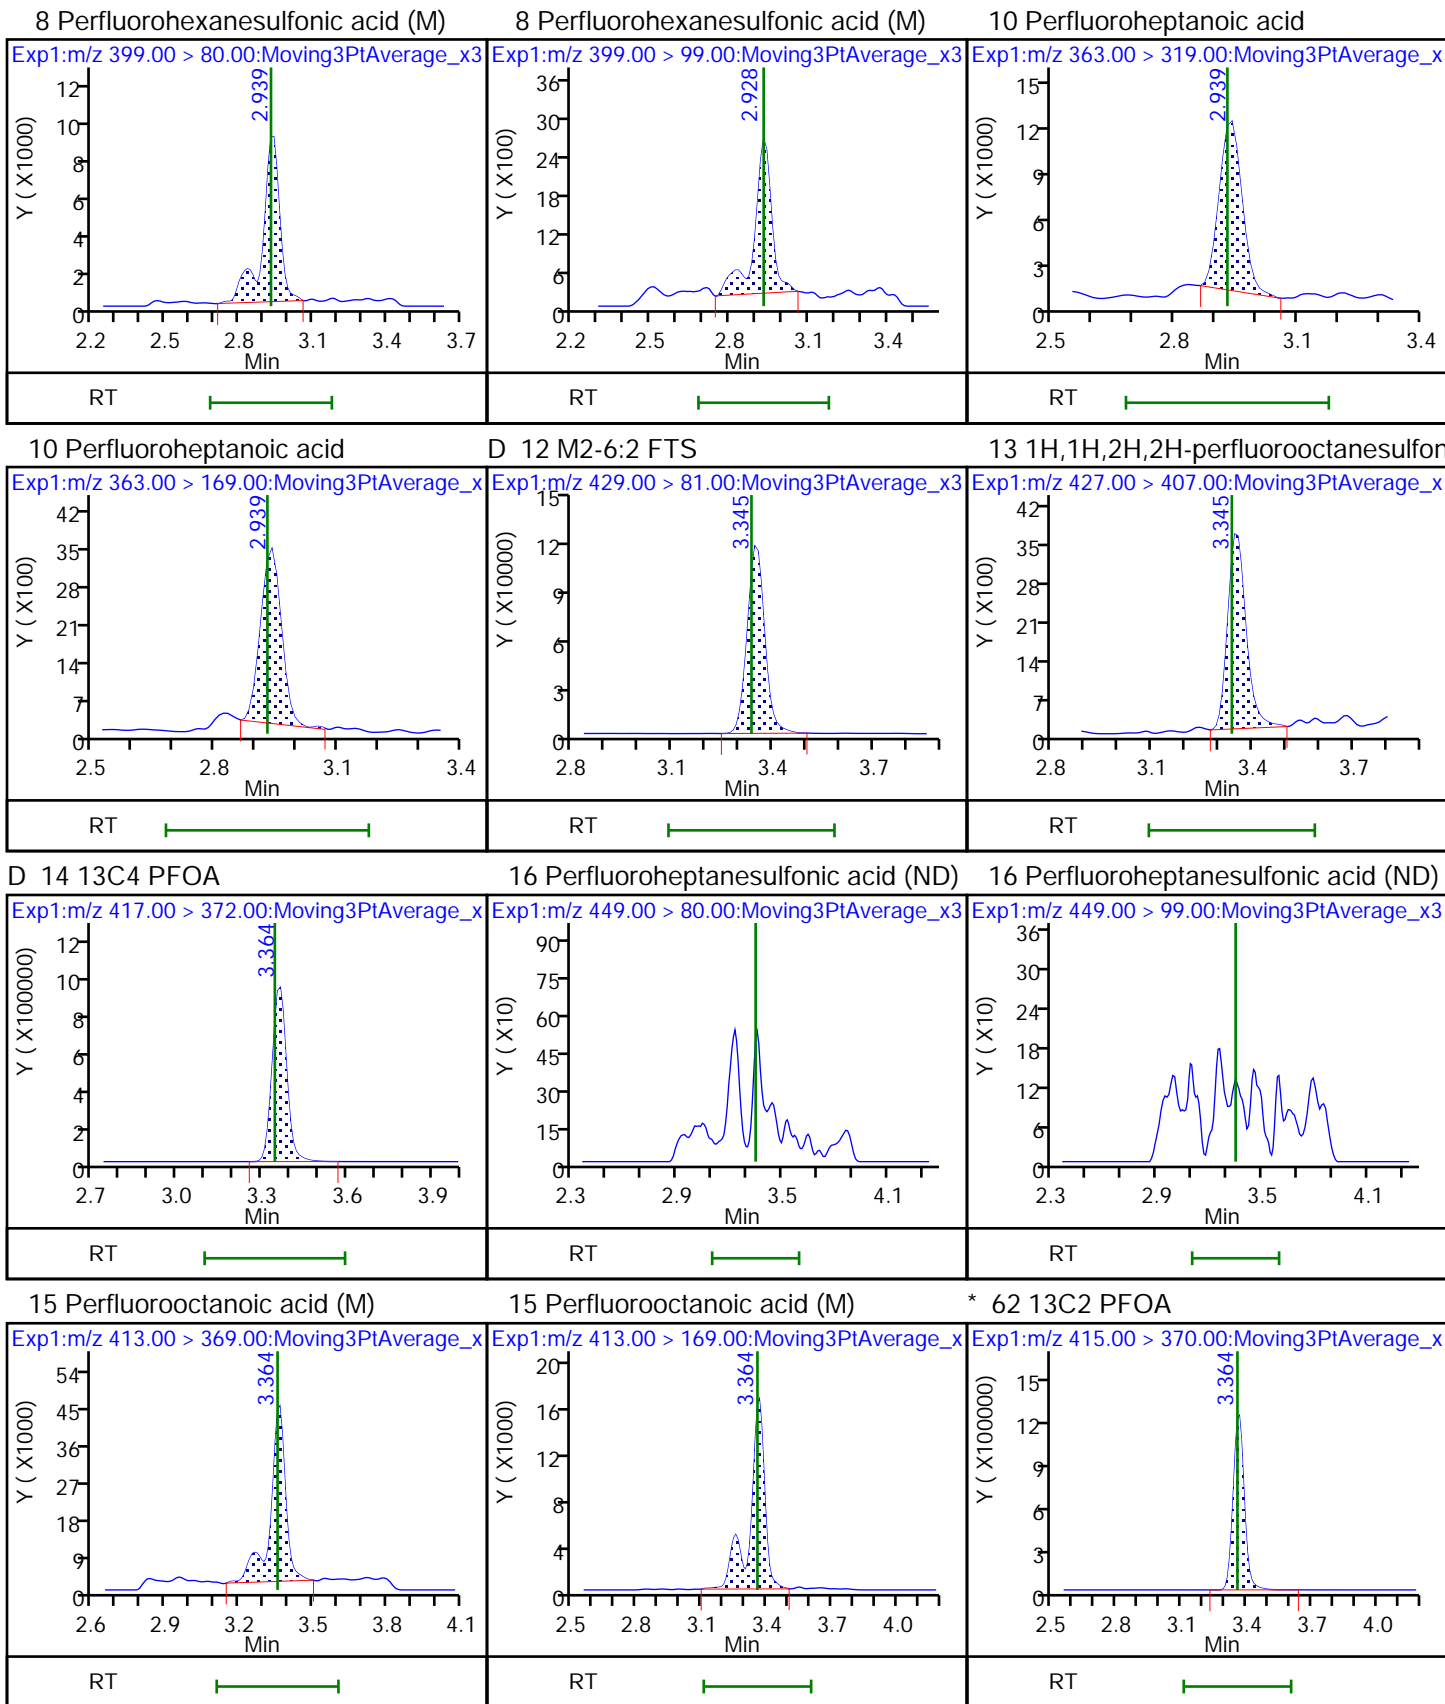 8 Perfluorohexanesulfonic acid (M)
Exp1:m/z 399.00 > 80.00:Moving3PtAverage_x3
2.939
Y ( X1000)
12
10
8
6
4
2
0
2.2 2.5 2.8 3.1 3.4 3.7
Min
RT
8 Perfluorohexanesulfonic acid (M)
Exp1:m/z 399.00 > 99.00:Moving3PtAverage_x3
2.928
Y ( X100)
36
30
24
18
12
6
0
2.2 2.5 2.8 3.1 3.4
Min
RT
10 Perfluoroheptanoic acid
Exp1:m/z 363.00 > 319.00:Moving3PtAverage_x
2.939
Y ( X1000)
15
12
9
6
3
0
2.5 2.8 3.1 3.4
Min
RT
10 Perfluoroheptanoic acid
Exp1:m/z 363.00 > 169.00:Moving3PtAverage_x
2.939
Y ( X100)
42
35
28
21
14
7
0
2.5 2.8 3.1 3.4
Min
RT
D 12 M2-6:2 FTS
Exp1:m/z 429.00 > 81.00:Moving3PtAverage_x3
3.345
Y ( X10000)
15
12
9
6
3
0
2.8 3.1 3.4 3.7
Min
RT
13 1H,1H,2H,2H-perfluorooctanesulfon
Exp1:m/z 427.00 > 407.00:Moving3PtAverage_x
3.345
Y ( X100)
42
35
28
21
14
7
0
2.8 3.1 3.4 3.7
Min
RT
D 14 13C4 PFOA
Exp1:m/z 417.00 > 372.00:Moving3PtAverage_x
3.364
Y ( X100000)
12
10
8
6
4
2
0
2.7 3.0 3.3 3.6 3.9
Min
RT
16 Perfluoroheptanesulfonic acid (ND)
Exp1:m/z 449.00 > 80.00:Moving3PtAverage_x3
Y ( X10)
90
75
60
45
30
15
0
2.3 2.9 3.5 4.1
Min
RT
16 Perfluoroheptanesulfonic acid (ND)
Exp1:m/z 449.00 > 99.00:Moving3PtAverage_x3
Y ( X10)
36
30
24
18
12
6
0
2.3 2.9 3.5 4.1
Min
RT
15 Perfluorooctanoic acid (M)
Exp1:m/z 413.00 > 369.00:Moving3PtAverage_x
3.364
Y ( X1000)
54
45
36
27
18
9
0
2.6 2.9 3.2 3.5 3.8 4.1
Min
RT
15 Perfluorooctanoic acid (M)
Exp1:m/z 413.00 > 169.00:Moving3PtAverage_x
3.364
Y ( X1000)
20
16
12
8
4
0
2.5 2.8 3.1 3.4 3.7 4.0
Min
RT
* 62 13C2 PFOA
Exp1:m/z 415.00 > 370.00:Moving3PtAverage_x
3.364
Y ( X100000)
15
12
9
6
3
0
2.5 2.8 3.1 3.4 3.7 4.0
Min
RT